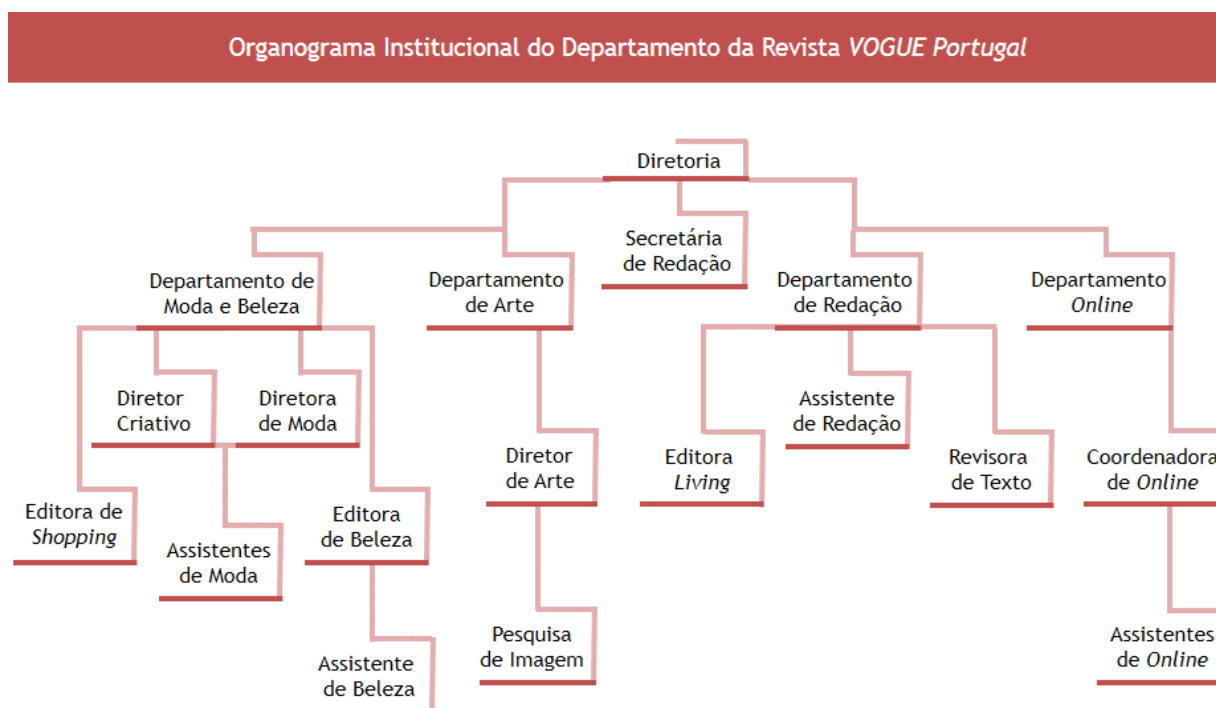 Organograma Institucional do Departamento da Revista VOGUE Portugal
Diretoria
Secretária
de Redação
Departamento de
Moda e Beleza
Departamento
de Arte
Departamento
de Redação
Departamento
Online
Diretor
Criativo
Diretora
de Moda
Assistente
de Redação
Editora de
Shopping
Assistentes
de Moda
Editora
de Beleza
Diretor
de Arte
Editora
Living
Revisora
de Texto
Coordenadora
de Online
Assistente
de Beleza
Pesquisa
de Imagem
Assistentes
de Online